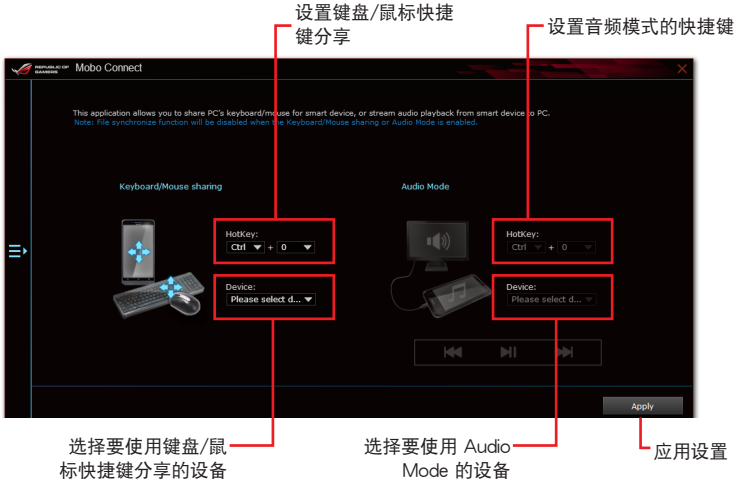 设置键盘/鼠标快捷
键分享
设置音频模式的快捷键
REPUBLIC OF
GAMERS
Mobo Connect
This application allows you to share PC's keyboard/mouse for smart device, or stream audio playback from smart device to PC.
Note: File synchronize function will be disabled when the Keyboard/Mouse sharing or Audio Mode is enabled.
Keyboard/Mouse sharing
Audio Mode
HotKey:
Ctrl + 0
HotKey:
Ctrl + 0
Device:
Please select d...
Device:
Please select d...
Apply
选择要使用键盘/鼠
标快捷键分享的设备
选择要使用 Audio
Mode 的设备
应用设置